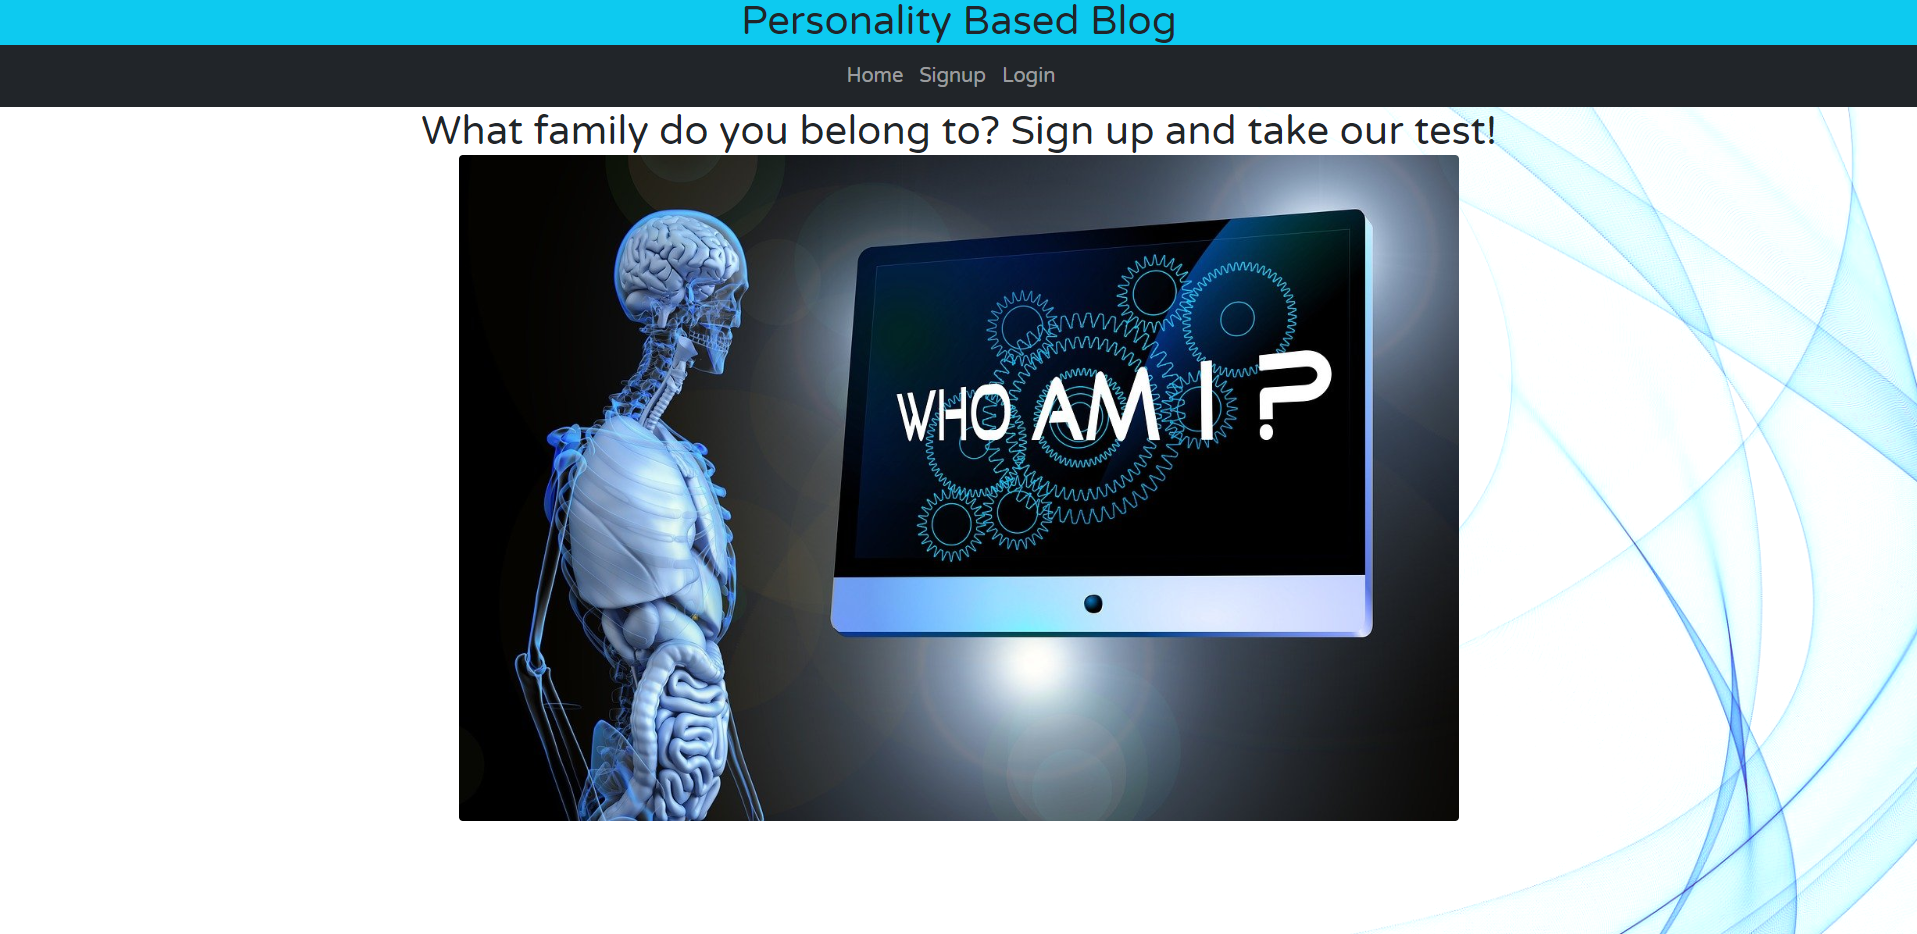 Personality Based Blog
Home Signup Login
What family do you belong to? Sign up and take our test!
WHO AM I ?